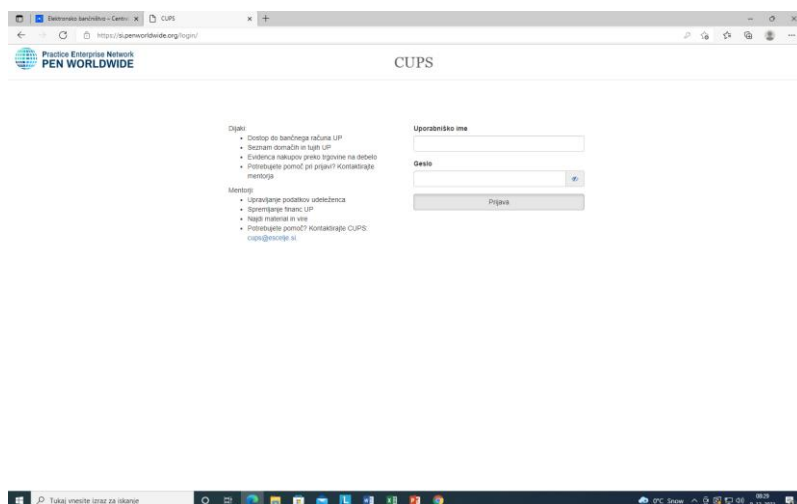 Elektronsko bančništvo – Centro
CUPS
https://si.penworldwide.org/login/
Practice Enterprise Network
PEN WORLDWIDE
CUPS
Dijaki:
Dostop do bančnega računa UP
Seznam domačih in tujih UP
Evidenca nakupov preko trgovine na debelo
Potrebujete pomoč pri prijavi? Kontaktirajte
mentorja
Mentorji
Upravljanje podatkov udeleženca
Spremljanje financ UP
Najdi material in vire
Potrebujete pomoč? Kontaktirajte CUPS:
cups@escelje.si
Uporabniško ime
Geslo
Prijava
Tukaj vnesite izraz za iskanje
0°C Snow
08:29